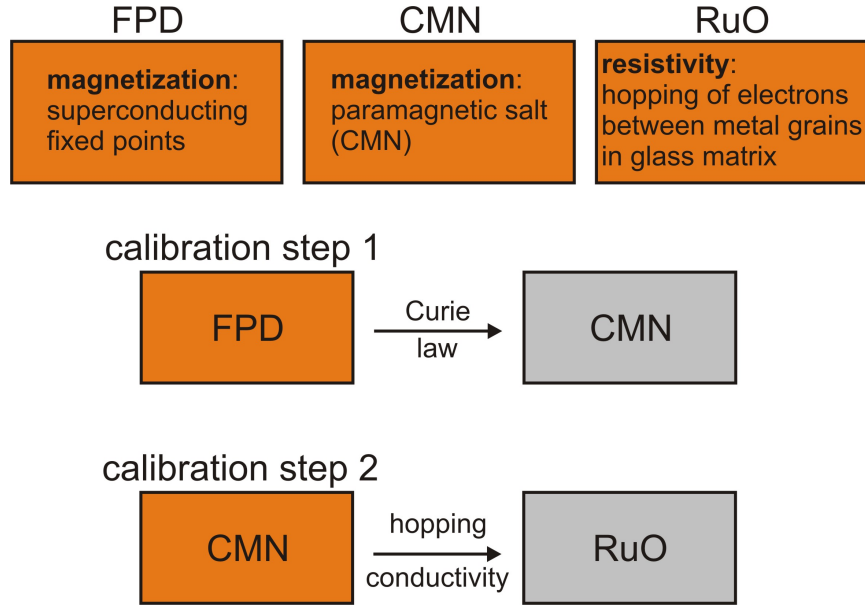 FPD
CMN
RuO
magnetization:
superconducting
fixed points
magnetization:
paramagnetic salt
(CMN)
resistivity:
hopping of electrons
between metal grains
in glass matrix
calibration step 1
FPD
Curie
law
CMN
calibration step 2
CMN
hopping
conductivity
RuO